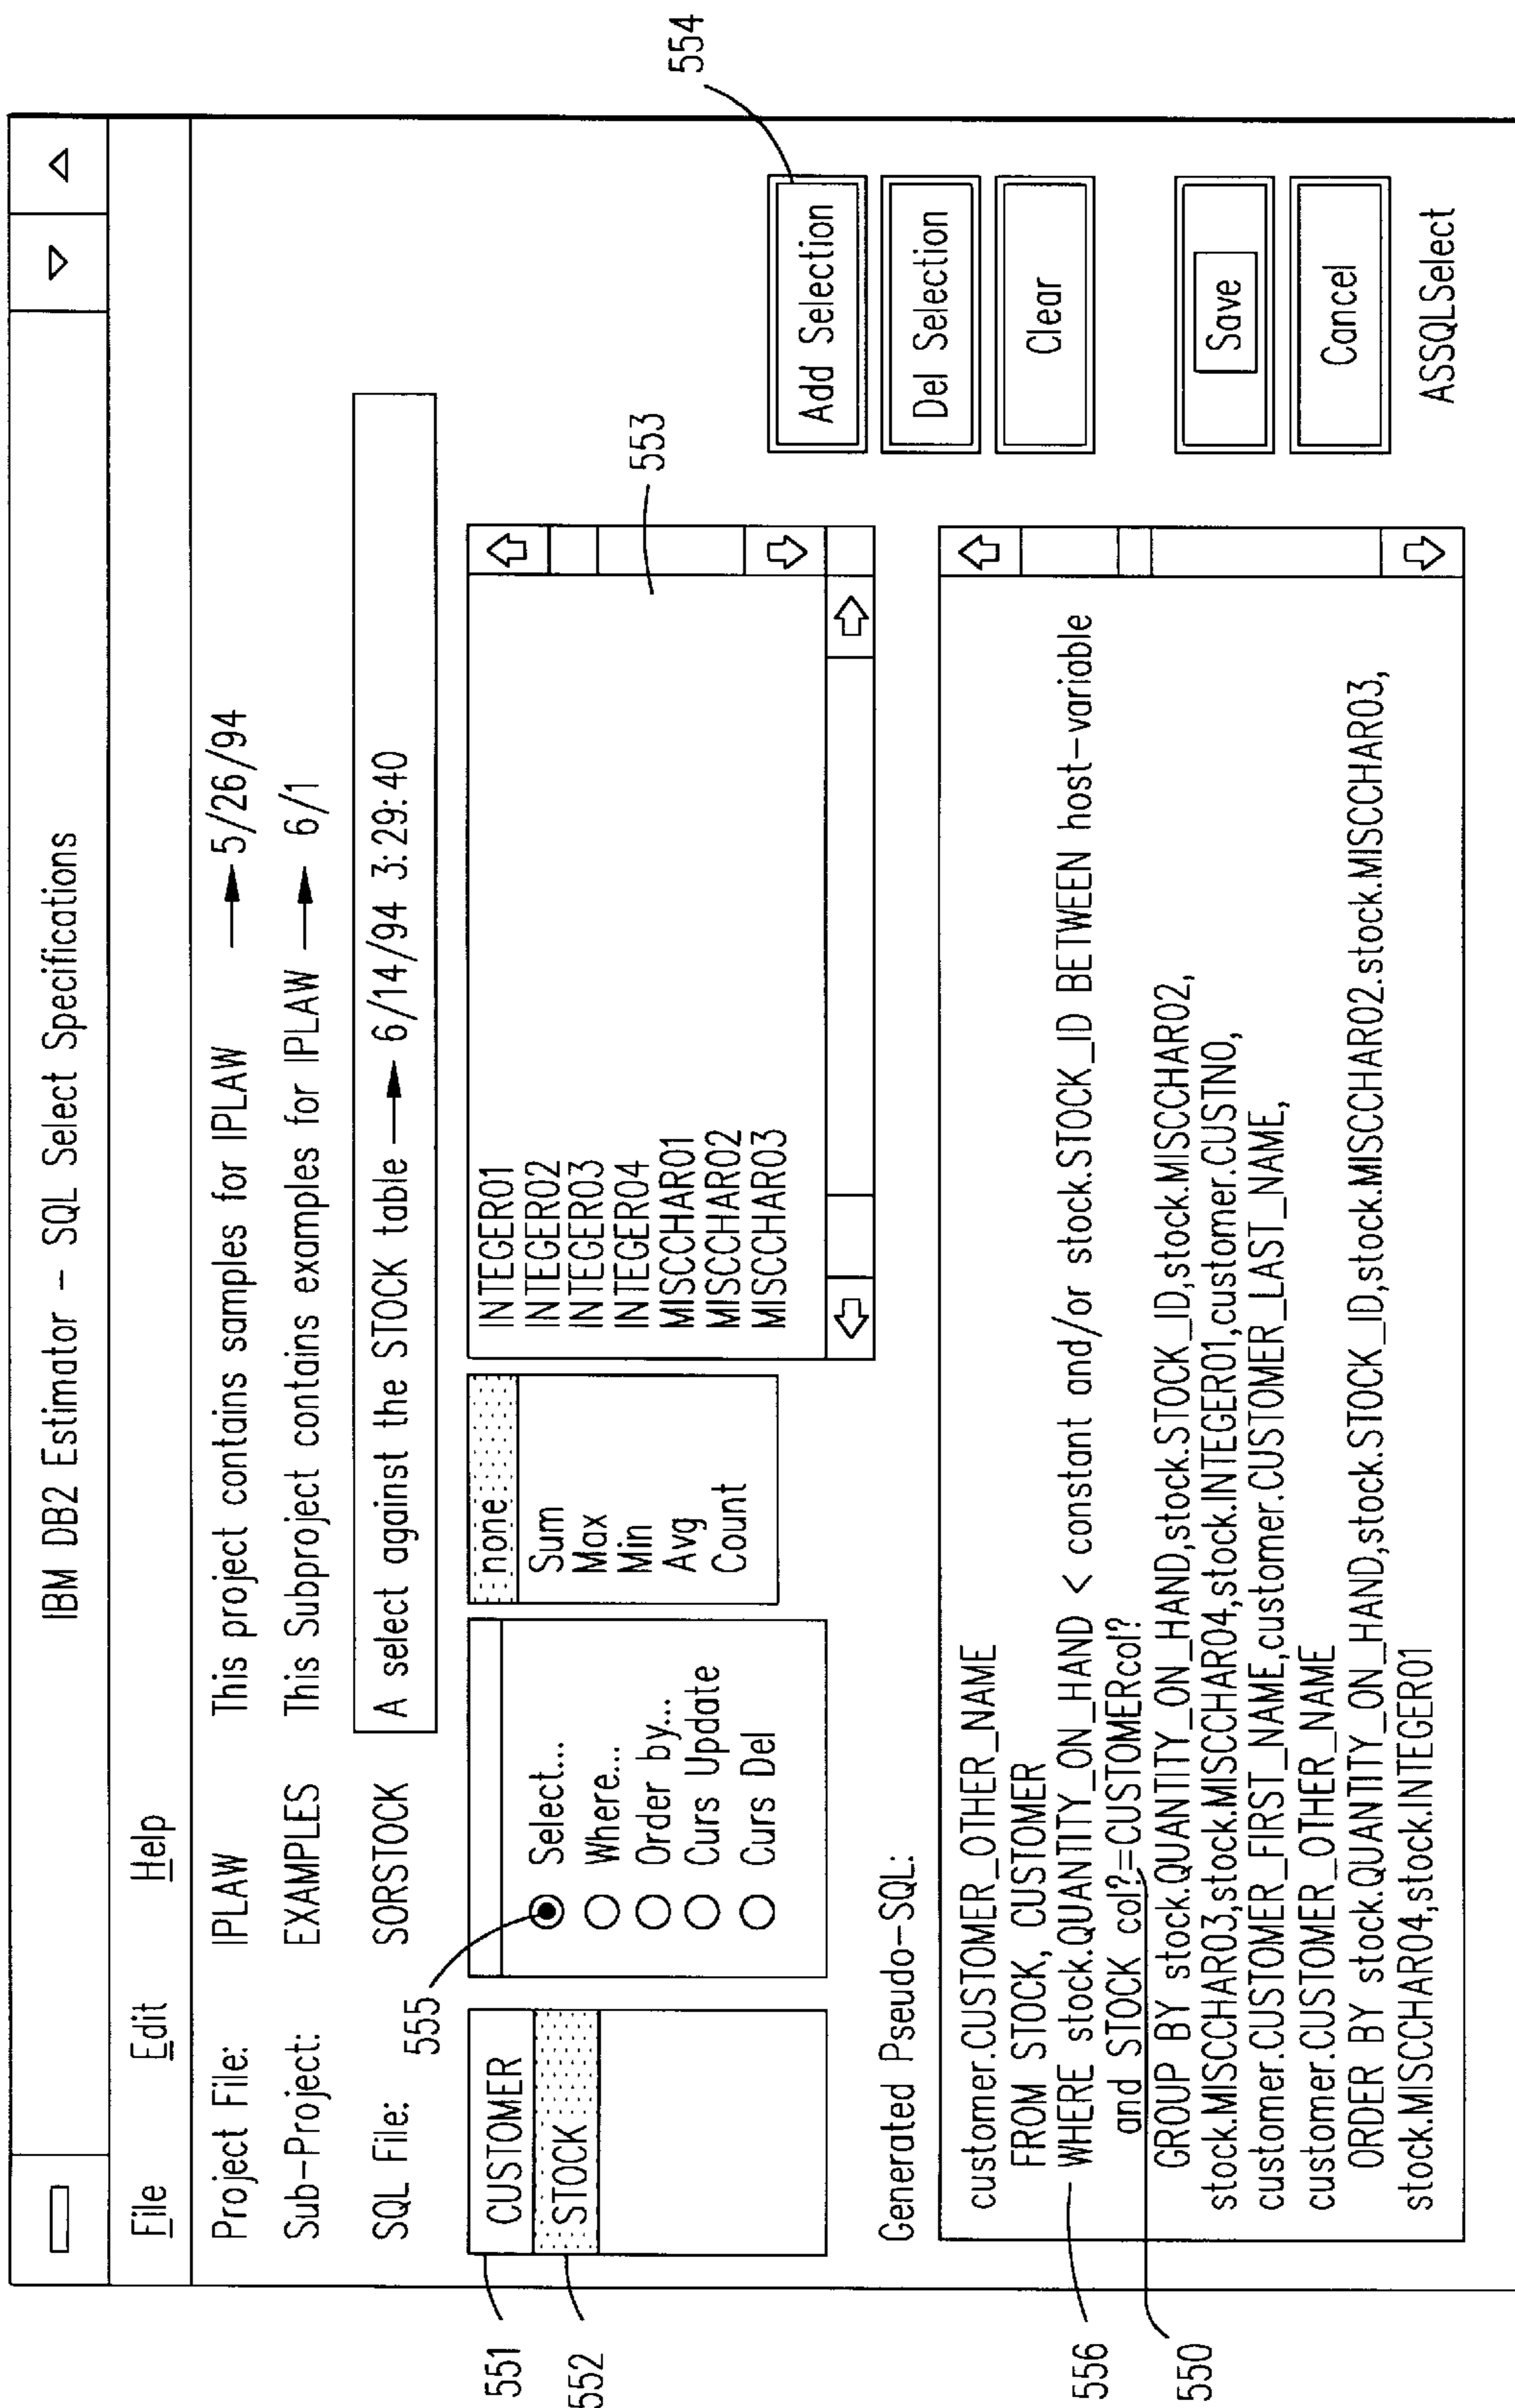 IBM DB2 Estimator - SQL Select Specifications
File Edit Help
Project File: IPLAW This project contains samples for IPLAW → 5/26/94
Sub-Project: EXAMPLES This Subproject contains examples for IPLAW → 6/1
SQL File: SORSTOCK A select against the STOCK table → 6/14/94 3:29:40
555
551
CUSTOMER
552
STOCK
Select...
Where...
Order by...
Curs Update
Curs Del
none
Sum
Max
Min
Avg
Count
INTEGER01
INTEGER02
INTEGER03
INTEGER04
MISCCHAR01
MISCCHAR02
MISCCHAR03
553
554
Add Selection
Del Selection
Clear
Save
Cancel
ASSQLSelect
Generated Pseudo-SQL:
customer.CUSTOMER_OTHER_NAME
FROM STOCK, CUSTOMER
WHERE stock.QUANTITY_ON_HAND < constant and/or stock.STOCK_ID BETWEEN host-variable
and STOCK col?=CUSTOMERcol?
GROUP BY stock.QUANTITY_ON_HAND,stock.STOCK_ID,stock.MISCCHAR02,
stock.MISCCHAR03,stock.MISCCHAR04,stock.INTEGER01,customer.CUSTNO,
customer.CUSTOMER_FIRST_NAME,customer.CUSTOMER_LAST_NAME,
customer.CUSTOMER_OTHER_NAME
ORDER BY stock.QUANTITY_ON_HAND,stock.STOCK_ID,stock.MISCCHAR02.stock.MISCCHAR03,
stock.MISCCHAR04,stock.INTEGER01
556
550